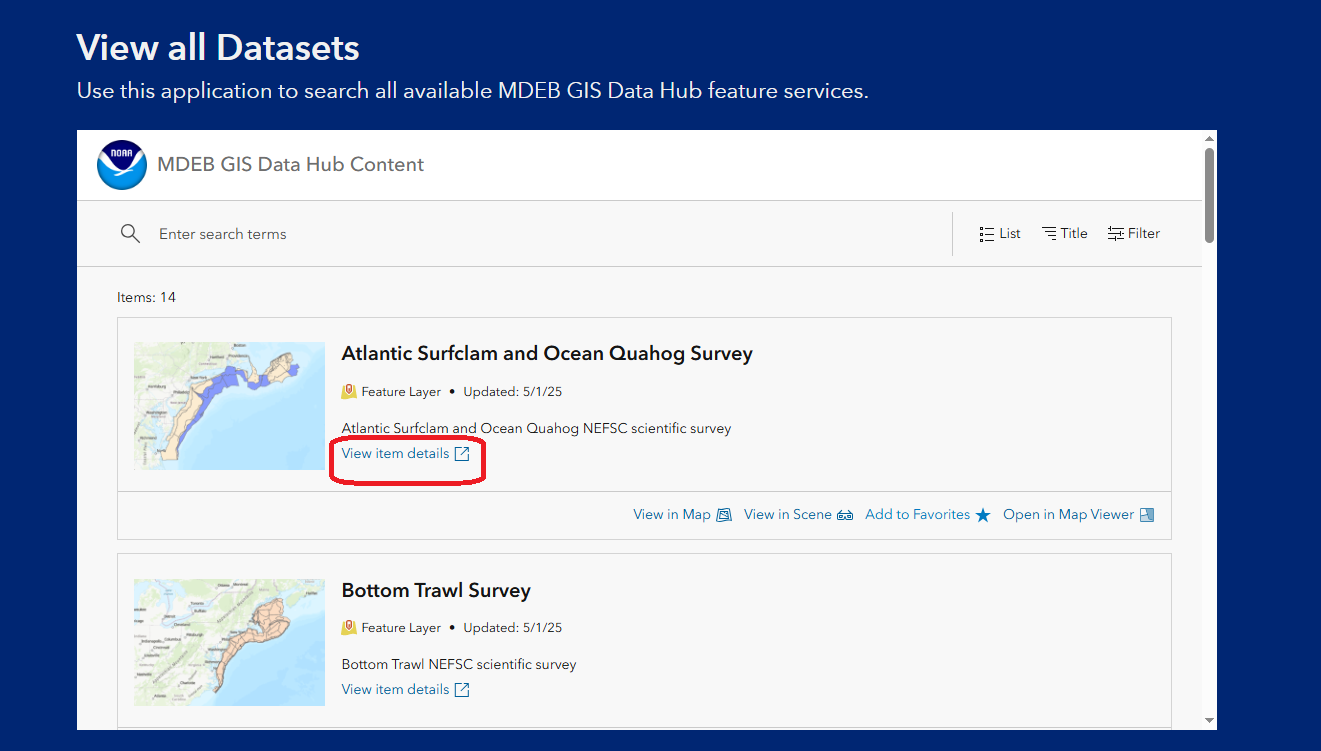 View all Datasets
Use this application to search all available MDEB GIS Data Hub feature services.
NOAA
MDEB GIS Data Hub Content
Enter search terms
List Title Filter
Items: 14
Atlantic Surfclam and Ocean Quahog Survey
Feature Layer • Updated: 5/1/25
Atlantic Surfclam and Ocean Quahog NEFSC scientific survey
View item details
View in Map View in Scene Add to Favorites Open in Map Viewer
Bottom Trawl Survey
Feature Layer • Updated: 5/1/25
Bottom Trawl NEFSC scientific survey
View item details